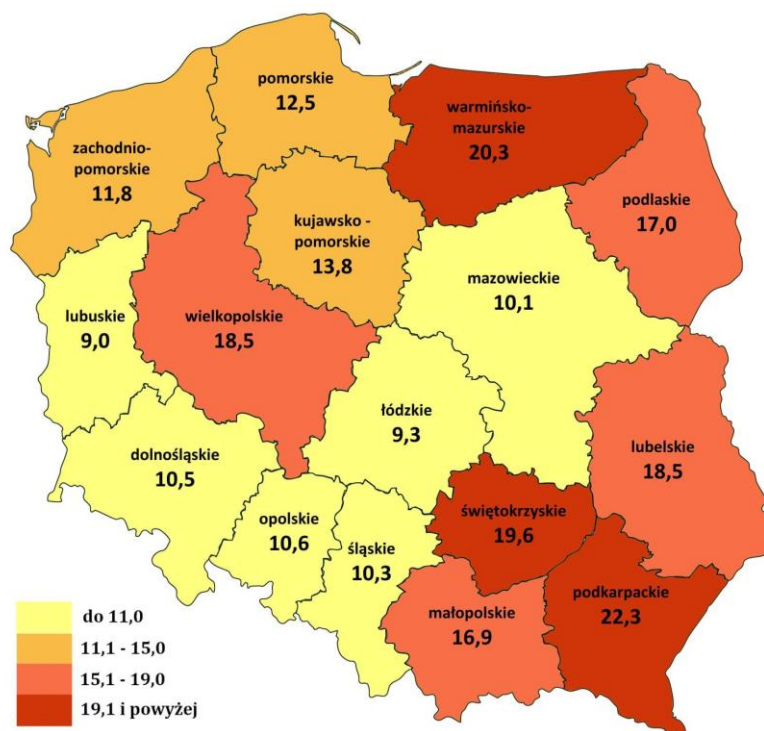 pomorskie
12,5
warmińsko-
mazurskie
20,3
zachodnio-
pomorskie
11,8
podlaskie
17,0
kujawsko -
pomorskie
13,8
mazowieckie
10,1
lubuskie
9,0
wielkopolskie
18,5
łódzkie
9,3
lubelskie
18,5
dolnośląskie
10,5
opolskie
10,6
śląskie
10,3
świętokrzyskie
19,6
małopolskie
16,9
podkarpackie
22,3
do 11,0
11,1 - 15,0
15,1 - 19,0
19,1 i powyżej